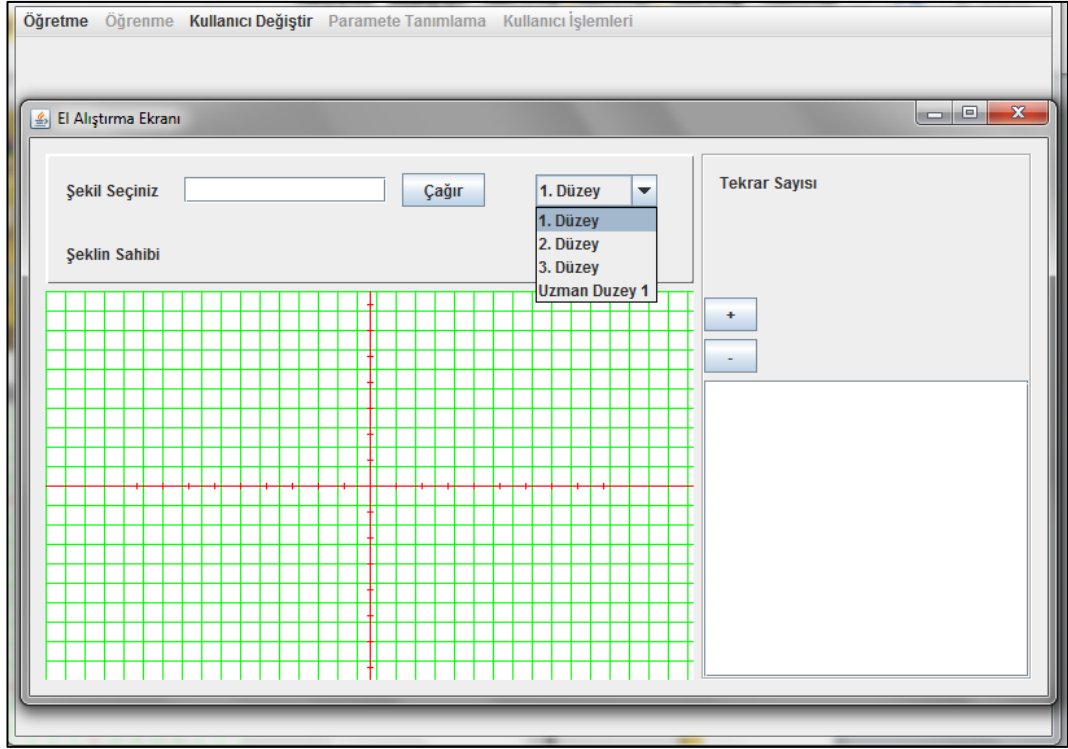 Öğretme Öğrenme Kullanıcı Değiştir Paramete Tanımlama Kullanıcı İşlemleri
El Alıştırma Ekranı
Şekil Seçiniz Çağır 1. Düzey Tekrar Sayısı
1. Düzey
2. Düzey
3. Düzey
Uzman Duzey 1
Şeklin Sahibi
+
-